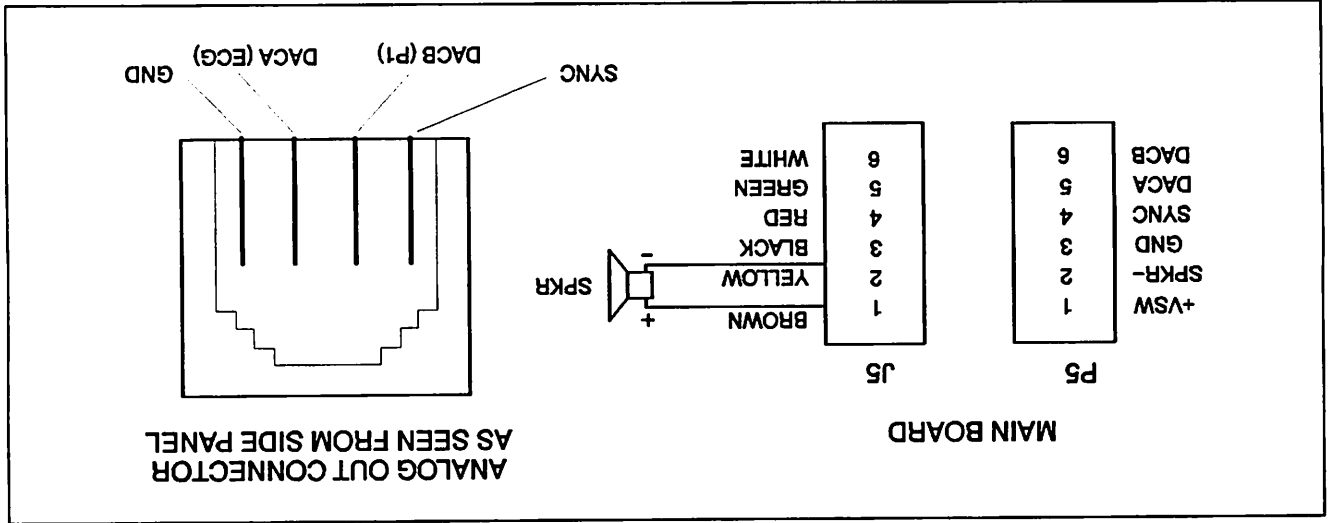 MAIN BOARD
P5 J5
+VSW 1 1 BROWN +
SPKR- 2 2 YELLOW -
GND 3 3 BLACK
SYNC 4 4 RED
DACA 5 5 GREEN
DACB 6 6 WHITE
SPKR
ANALOG OUT CONNECTOR
AS SEEN FROM SIDE PANEL
SYNC
DACB (P1)
DACA (ECG)
GND